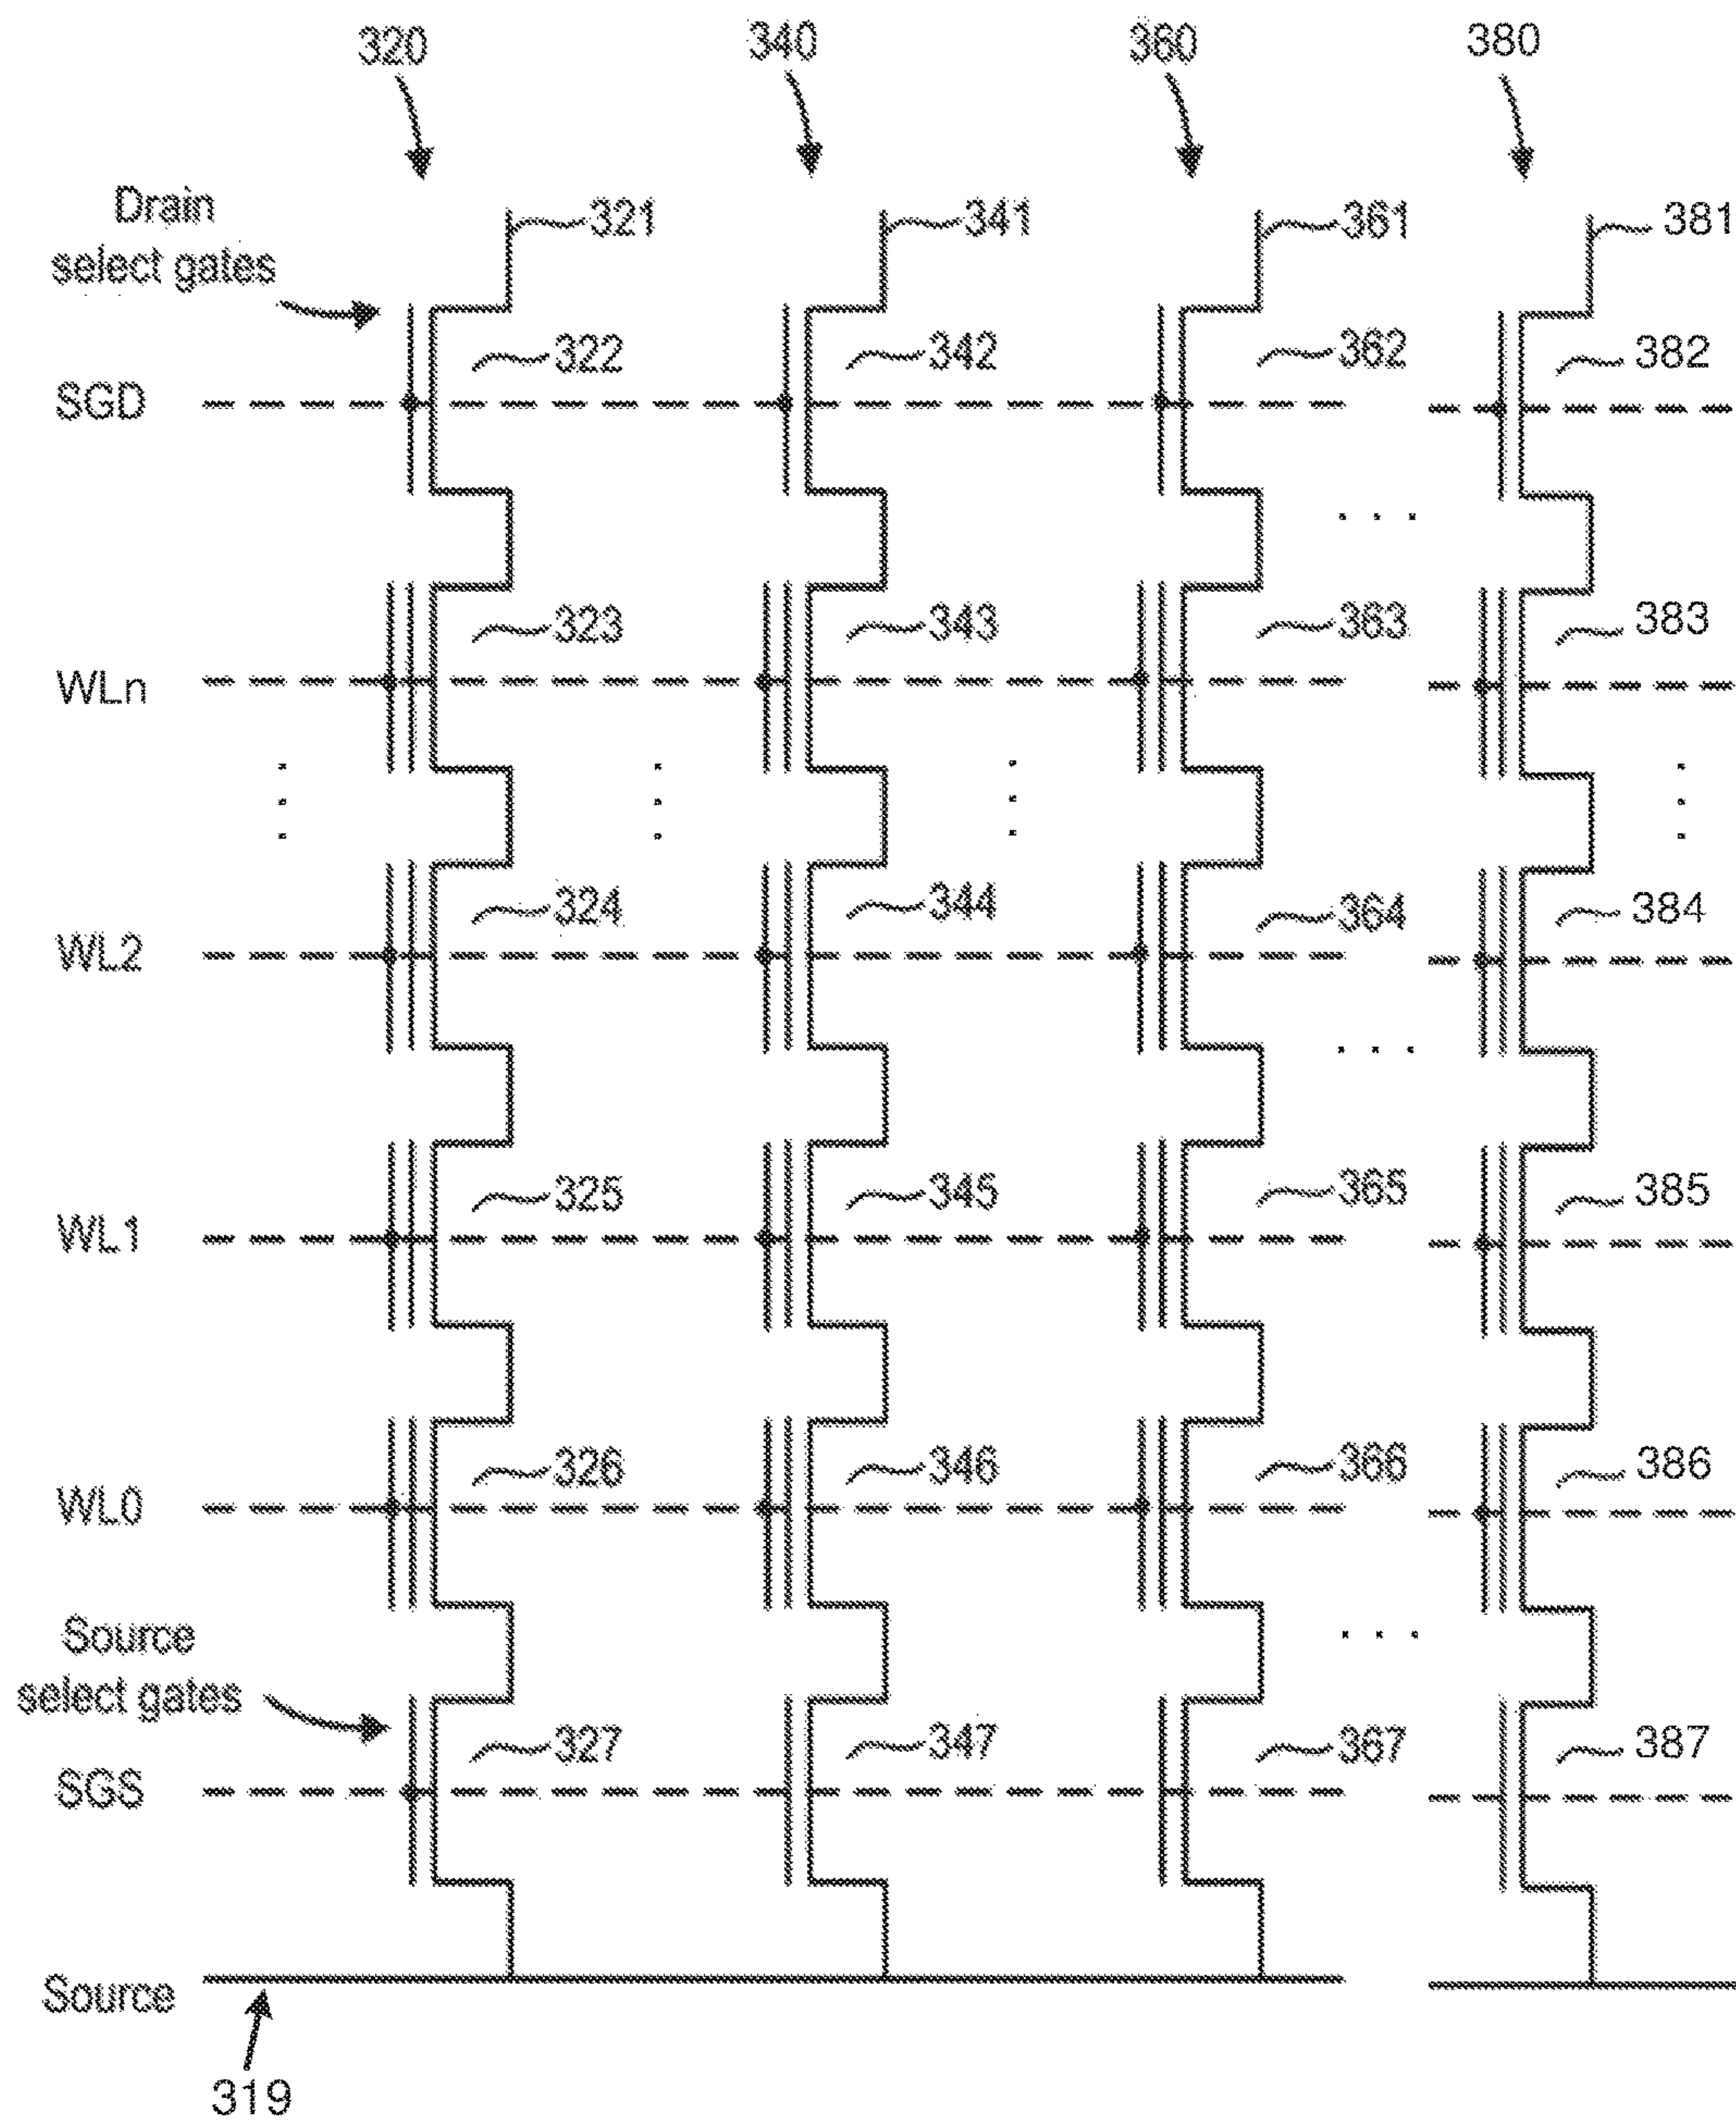 320 340 360 380
Drain
select gates
321 341 361 381
322 342 362 382
SGD
323 343 363 383
WLn
324 344 364 384
WL2
325 345 365 385
WL1
326 346 366 386
WL0
Source
select gates
327 347 367 387
SGS
Source
319